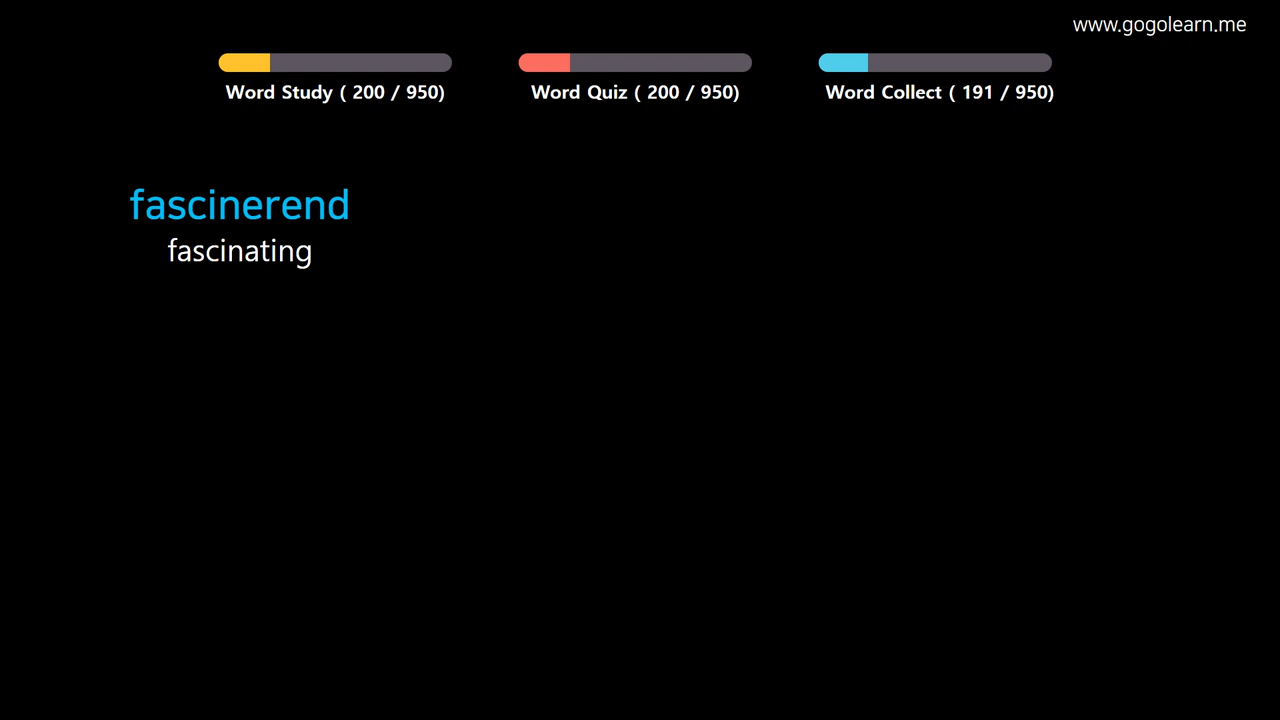 www.gogolearn.me
Word Study ( 200 / 950)
Word Quiz ( 200 / 950)
Word Collect ( 191 / 950)
fascinerend
fascinating